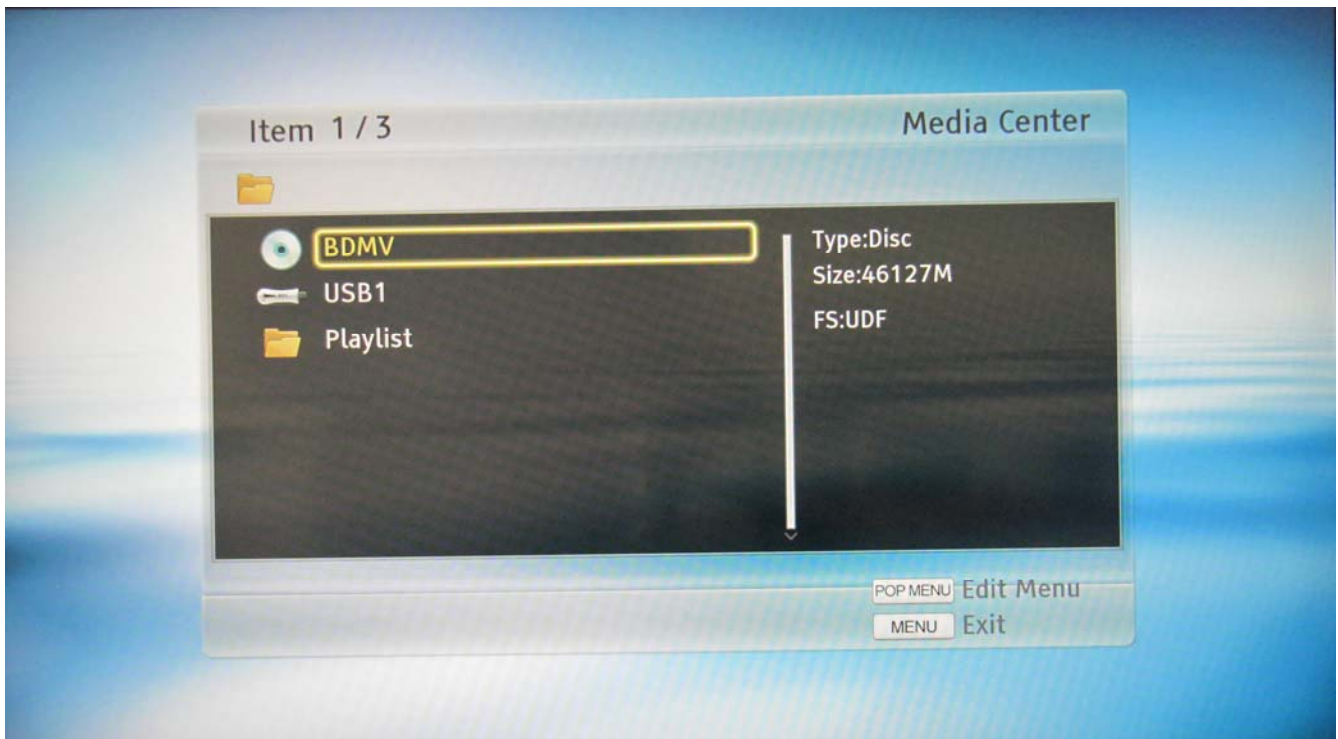 Item 1 / 3
Media Center
BDMV
USB1
Playlist
Type:Disc
Size:46127M
FS:UDF
POP MENU Edit Menu
MENU Exit